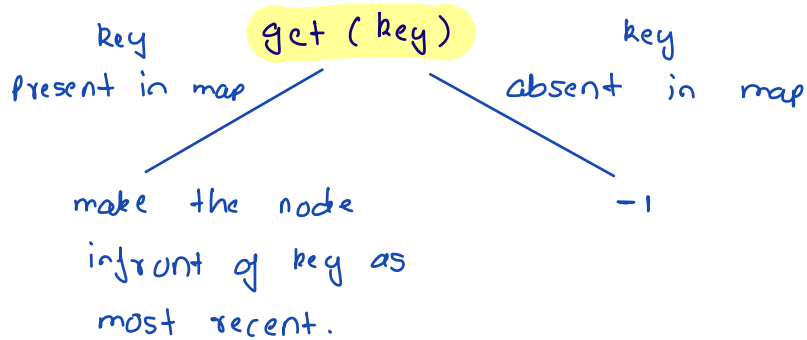 get (key)
key
present in map
key
absent in map
make the node
infront of key as
most recent.
-1